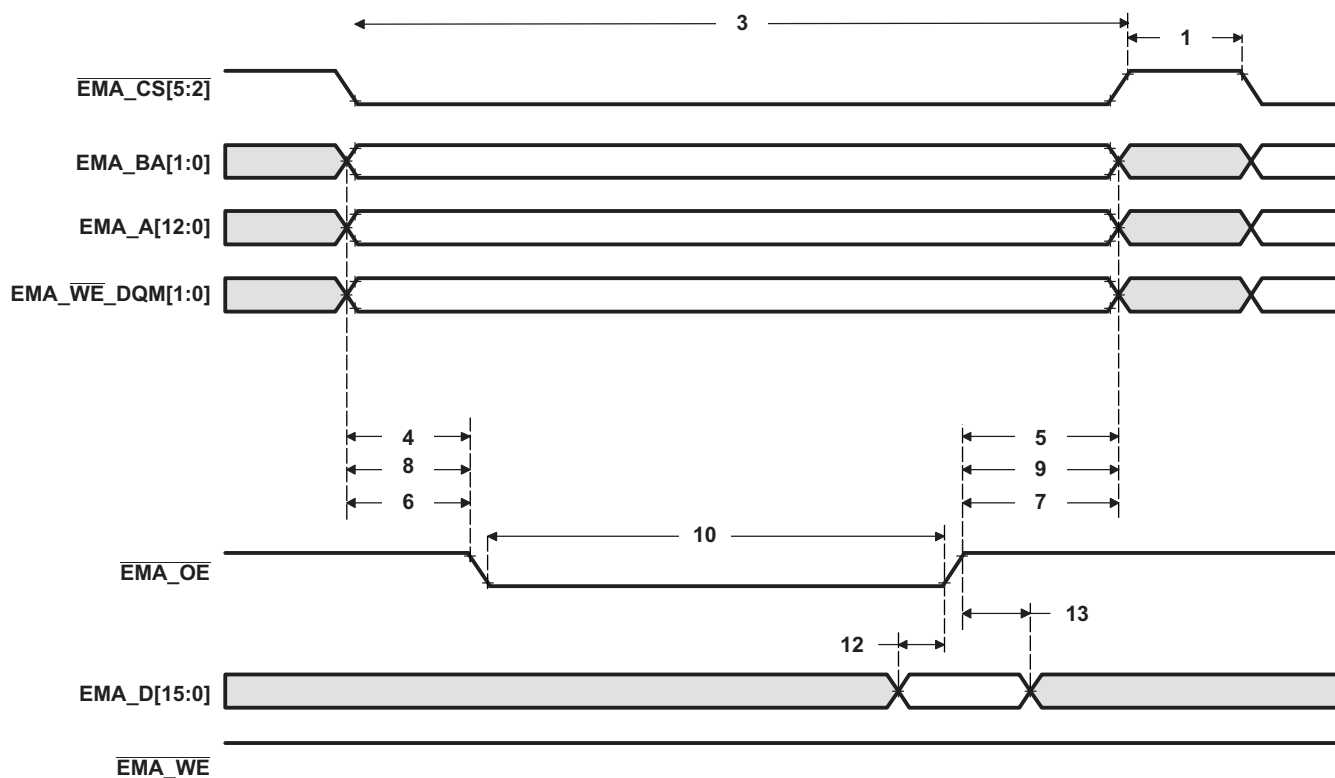 3
1
EMA_CS[5:2]
EMA_BA[1:0]
EMA_A[12:0]
EMA_WE_DQM[1:0]
4
5
8
9
6
7
10
EMA_OE
13
12
EMA_D[15:0]
EMA_WE